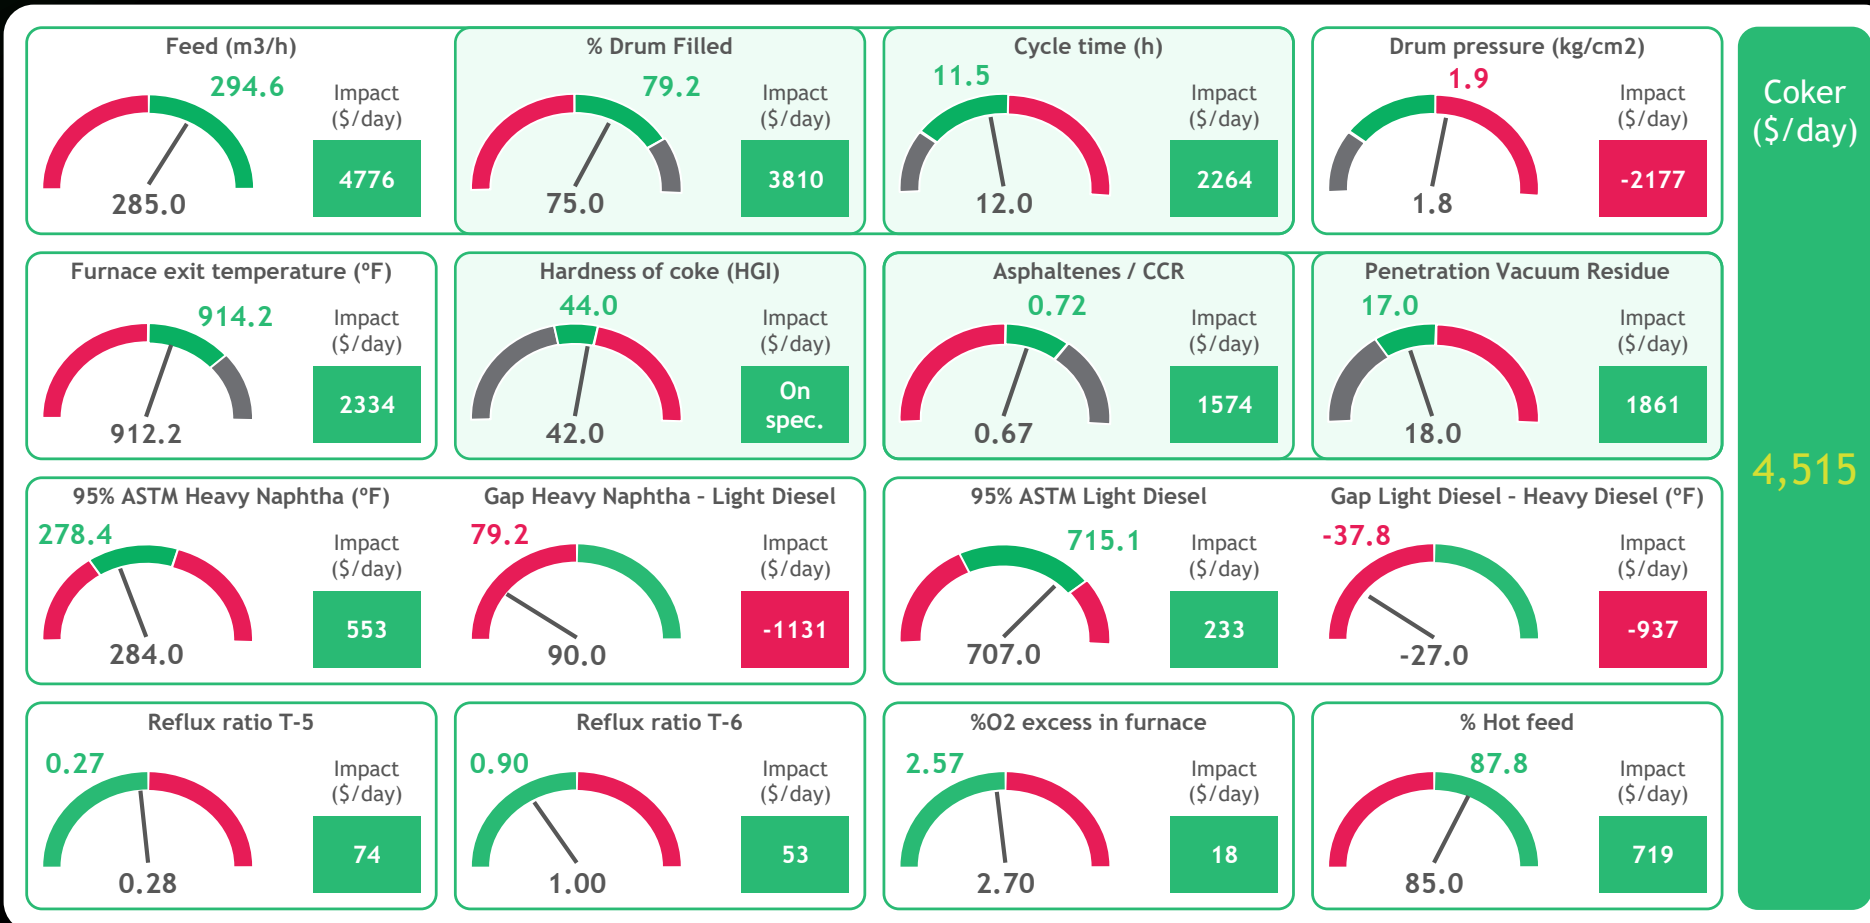 Feed (m3/h)
294.6
Impact
($/day)
4776
285.0
% Drum Filled
79.2
Impact
($/day)
3810
75.0
Cycle time (h)
11.5
Impact
($/day)
2264
12.0
Drum pressure (kg/cm2)
1.9
Impact
($/day)
-2177
1.8
Coker
($/day)
4,515
Furnace exit temperature (ºF)
914.2
Impact
($/day)
2334
912.2
Hardness of coke (HGI)
44.0
Impact
($/day)
On
spec.
42.0
Asphaltenes / CCR
0.72
Impact
($/day)
1574
0.67
Penetration Vacuum Residue
17.0
Impact
($/day)
1861
18.0
95% ASTM Heavy Naphtha (ºF)
278.4
Impact
($/day)
553
284.0
Gap Heavy Naphtha - Light Diesel
79.2
Impact
($/day)
-1131
90.0
95% ASTM Light Diesel
715.1
Impact
($/day)
233
707.0
Gap Light Diesel - Heavy Diesel (ºF)
-37.8
Impact
($/day)
-937
-27.0
Reflux ratio T-5
0.27
Impact
($/day)
74
0.28
Reflux ratio T-6
0.90
Impact
($/day)
53
1.00
%O2 excess in furnace
2.57
Impact
($/day)
18
2.70
% Hot feed
87.8
Impact
($/day)
719
85.0